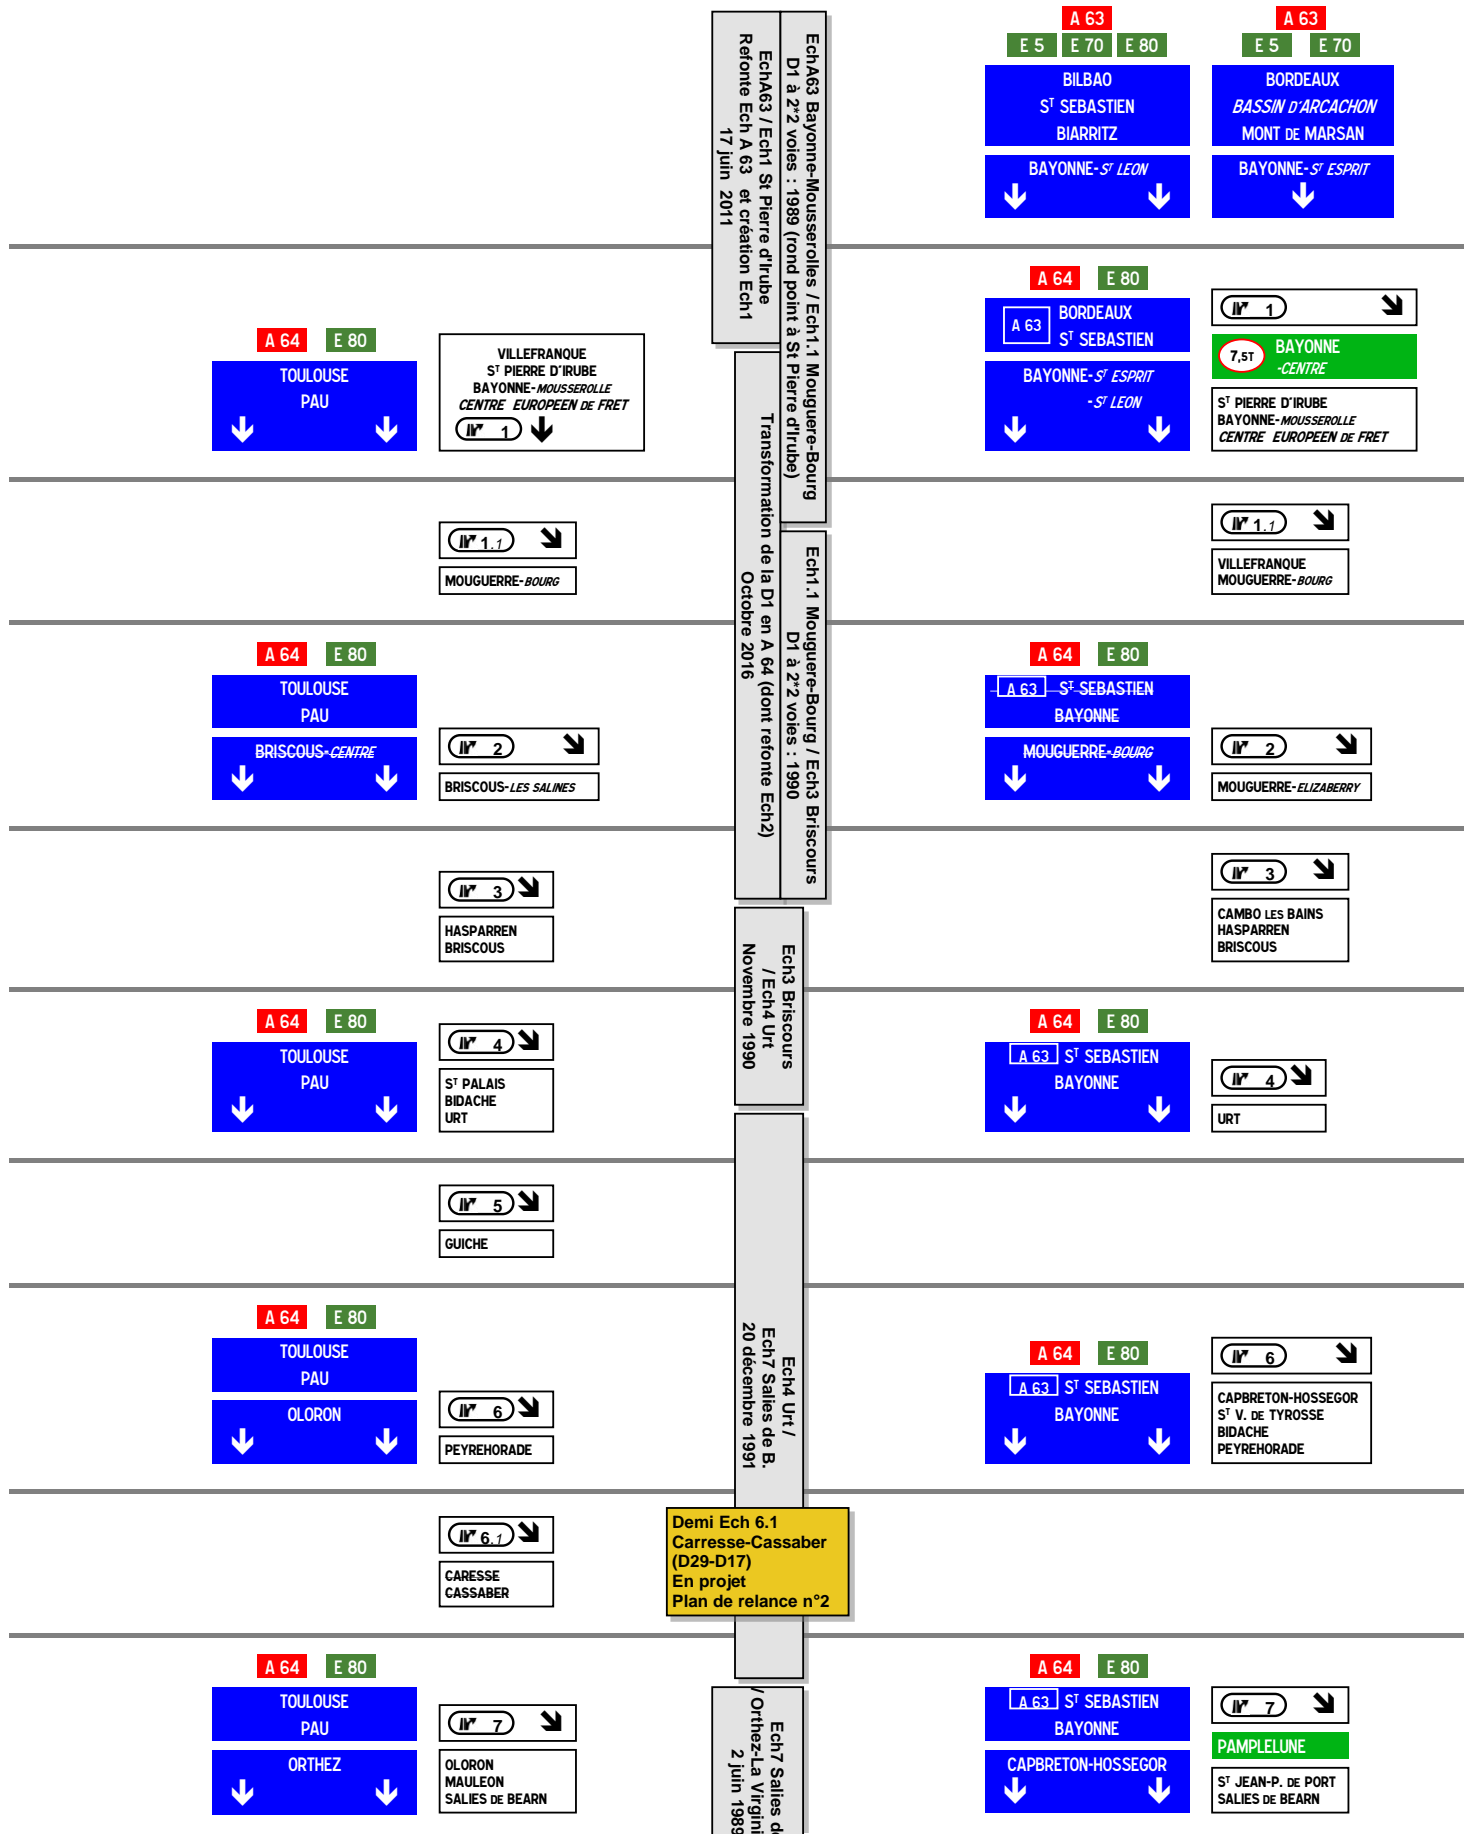 A 63
E 5 E 70 E 80
BILBAO
Sᵀ SEBASTIEN
BIARRITZ
BAYONNE-Sᵀ LEON
A 63
E 5 E 70
BORDEAUX
BASSIN D'ARCACHON
MONT DE MARSAN
BAYONNE-Sᵀ ESPRIT
EchA63 Bayonne-Mousserolles / Ech1.1 Mouguere-Bourg
D1 à 2*2 voies : 1989 (rond point à St Pierre d'Irube)
EchA63 / Ech1 St Pierre d'Irube
Refonte Ech A 63 et création Ech1
17 juin 2011
A 64 E 80
TOULOUSE
PAU
VILLEFRANQUE
Sᵀ PIERRE D'IRUBE
BAYONNE-MOUSSEROLLE
CENTRE EUROPEEN DE FRET
1
A 64 E 80
A 63 BORDEAUX
Sᵀ SEBASTIEN
BAYONNE-Sᵀ ESPRIT
-Sᵀ LEON
1
7,5T BAYONNE
-CENTRE
Sᵀ PIERRE D'IRUBE
BAYONNE-MOUSSEROLLE
CENTRE EUROPEEN DE FRET
Transformation de la D1 en A 64 (dont refonte Ech2)
Octobre 2016
1.1
MOUGUERRE-BOURG
1.1
VILLEFRANQUE
MOUGUERRE-BOURG
Ech1.1 Mouguere-Bourg / Ech3 Briscours
D1 à 2*2 voies : 1990
A 64 E 80
TOULOUSE
PAU
BRISCOUS-CENTRE
2
BRISCOUS-LES SALINES
A 64 E 80
A 63 Sᵀ SEBASTIEN
BAYONNE
MOUGUERRE-BOURG
2
MOUGUERRE-ELIZABERRY
3
HASPARREN
BRISCOUS
3
CAMBO LES BAINS
HASPARREN
BRISCOUS
Ech3 Briscours
/ Ech4 Urt
Novembre 1990
A 64 E 80
TOULOUSE
PAU
4
Sᵀ PALAIS
BIDACHE
URT
A 64 E 80
A 63 Sᵀ SEBASTIEN
BAYONNE
4
URT
5
GUICHE
Ech4 Urt /
Ech7 Salies de B.
20 décembre 1991
A 64 E 80
TOULOUSE
PAU
OLORON
6
PEYREHORADE
A 64 E 80
A 63 Sᵀ SEBASTIEN
BAYONNE
6
CAPBRETON-HOSSEGOR
Sᵀ V. DE TYROSSE
BIDACHE
PEYREHORADE
6.1
CARESSE
CASSABER
Demi Ech 6.1
Carresse-Cassaber
(D29-D17)
En projet
Plan de relance n°2
A 64 E 80
TOULOUSE
PAU
ORTHEZ
7
OLORON
MAULEON
SALIES DE BEARN
Ech7 Salies de
/ Orthez-La Virgini
2 juin 1989
A 64 E 80
A 63 Sᵀ SEBASTIEN
BAYONNE
CAPBRETON-HOSSEGOR
7
PAMPLELUNE
Sᵀ JEAN-P. DE PORT
SALIES DE BEARN